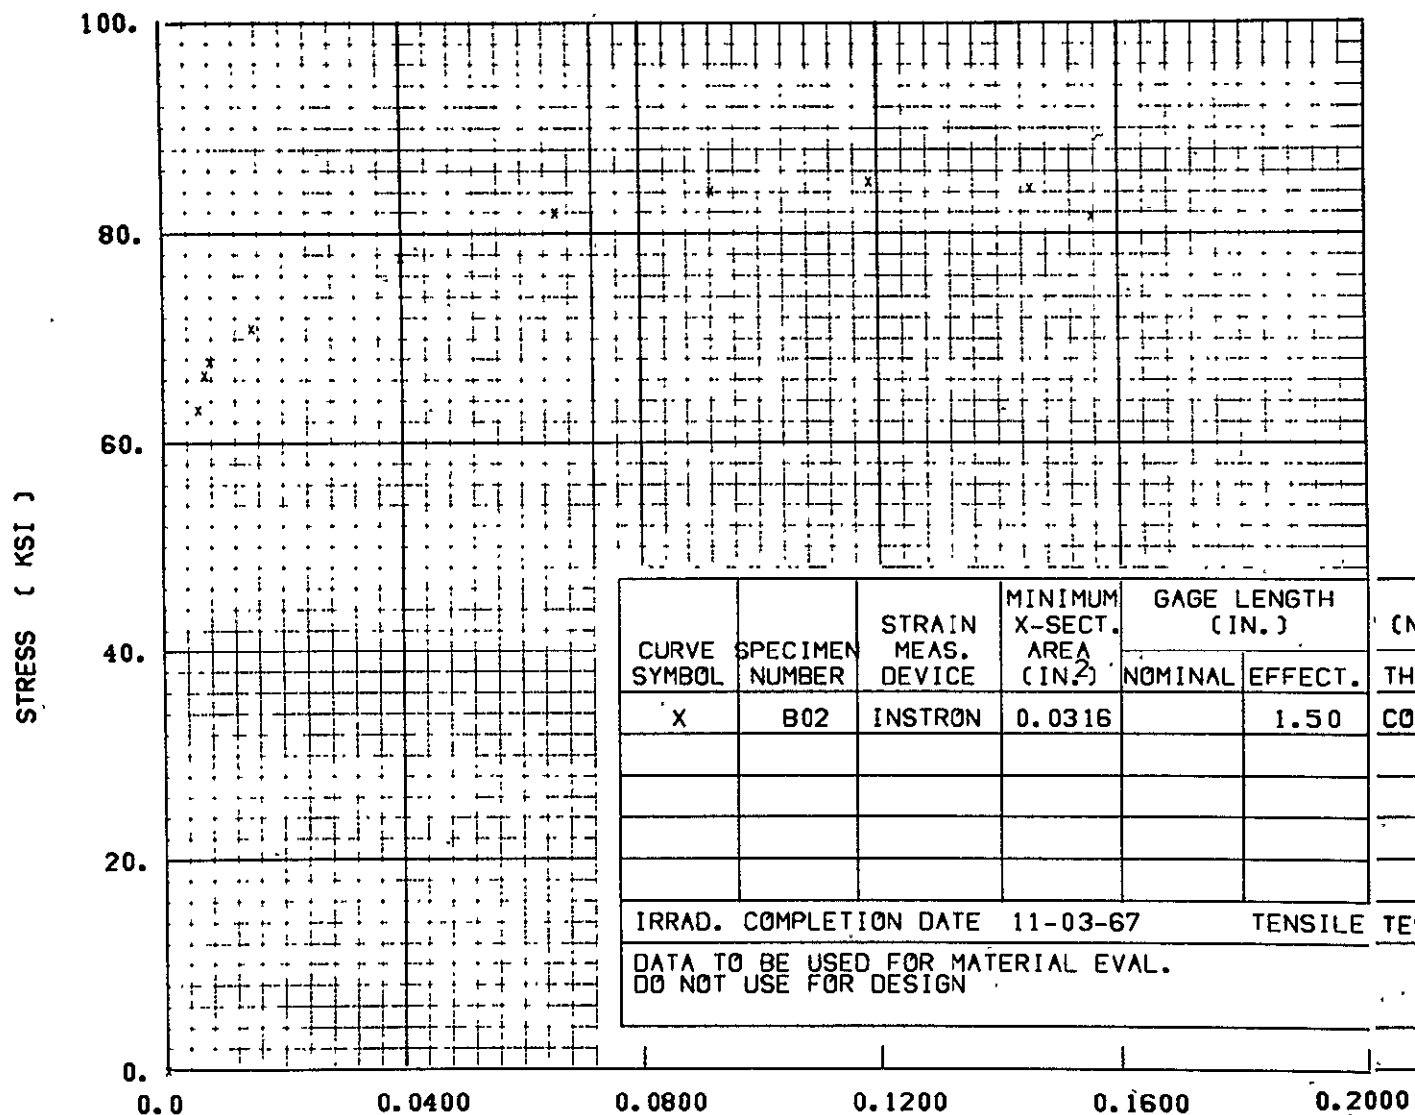 100.
80.
60.
40.
20.
0.
STRESS ( KSI )
0.0 0.0400 0.0800 0.1200 0.1600 0.2000
CURVE SYMBOL
SPECIMEN NUMBER
STRAIN MEAS. DEVICE
MINIMUM X-SECT. AREA (IN.2)
GAGE LENGTH (IN.)
NOMINAL EFFECT.
(N
TH
X B02 INSTRON 0.0316 1.50 CO
IRRAD. COMPLETION DATE 11-03-67 TENSILE TE
DATA TO BE USED FOR MATERIAL EVAL.
DO NOT USE FOR DESIGN